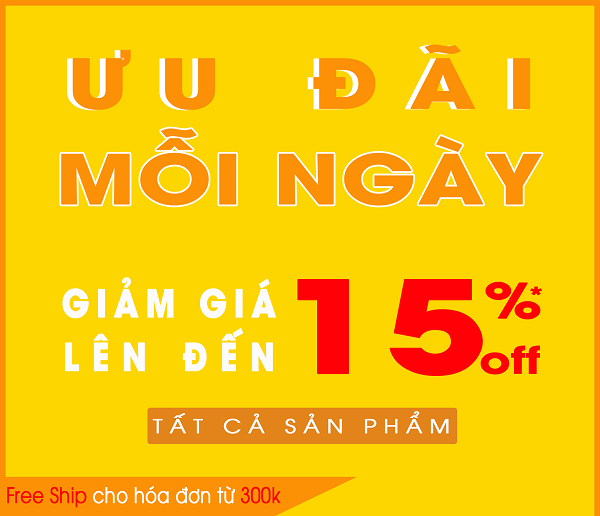 ƯU ĐÃI
MỖI NGÀY
GIẢM GIÁ
LÊN ĐẾN
15%*
off
TẤT CẢ SẢN PHẨM
Free Ship cho hóa đơn từ 300k